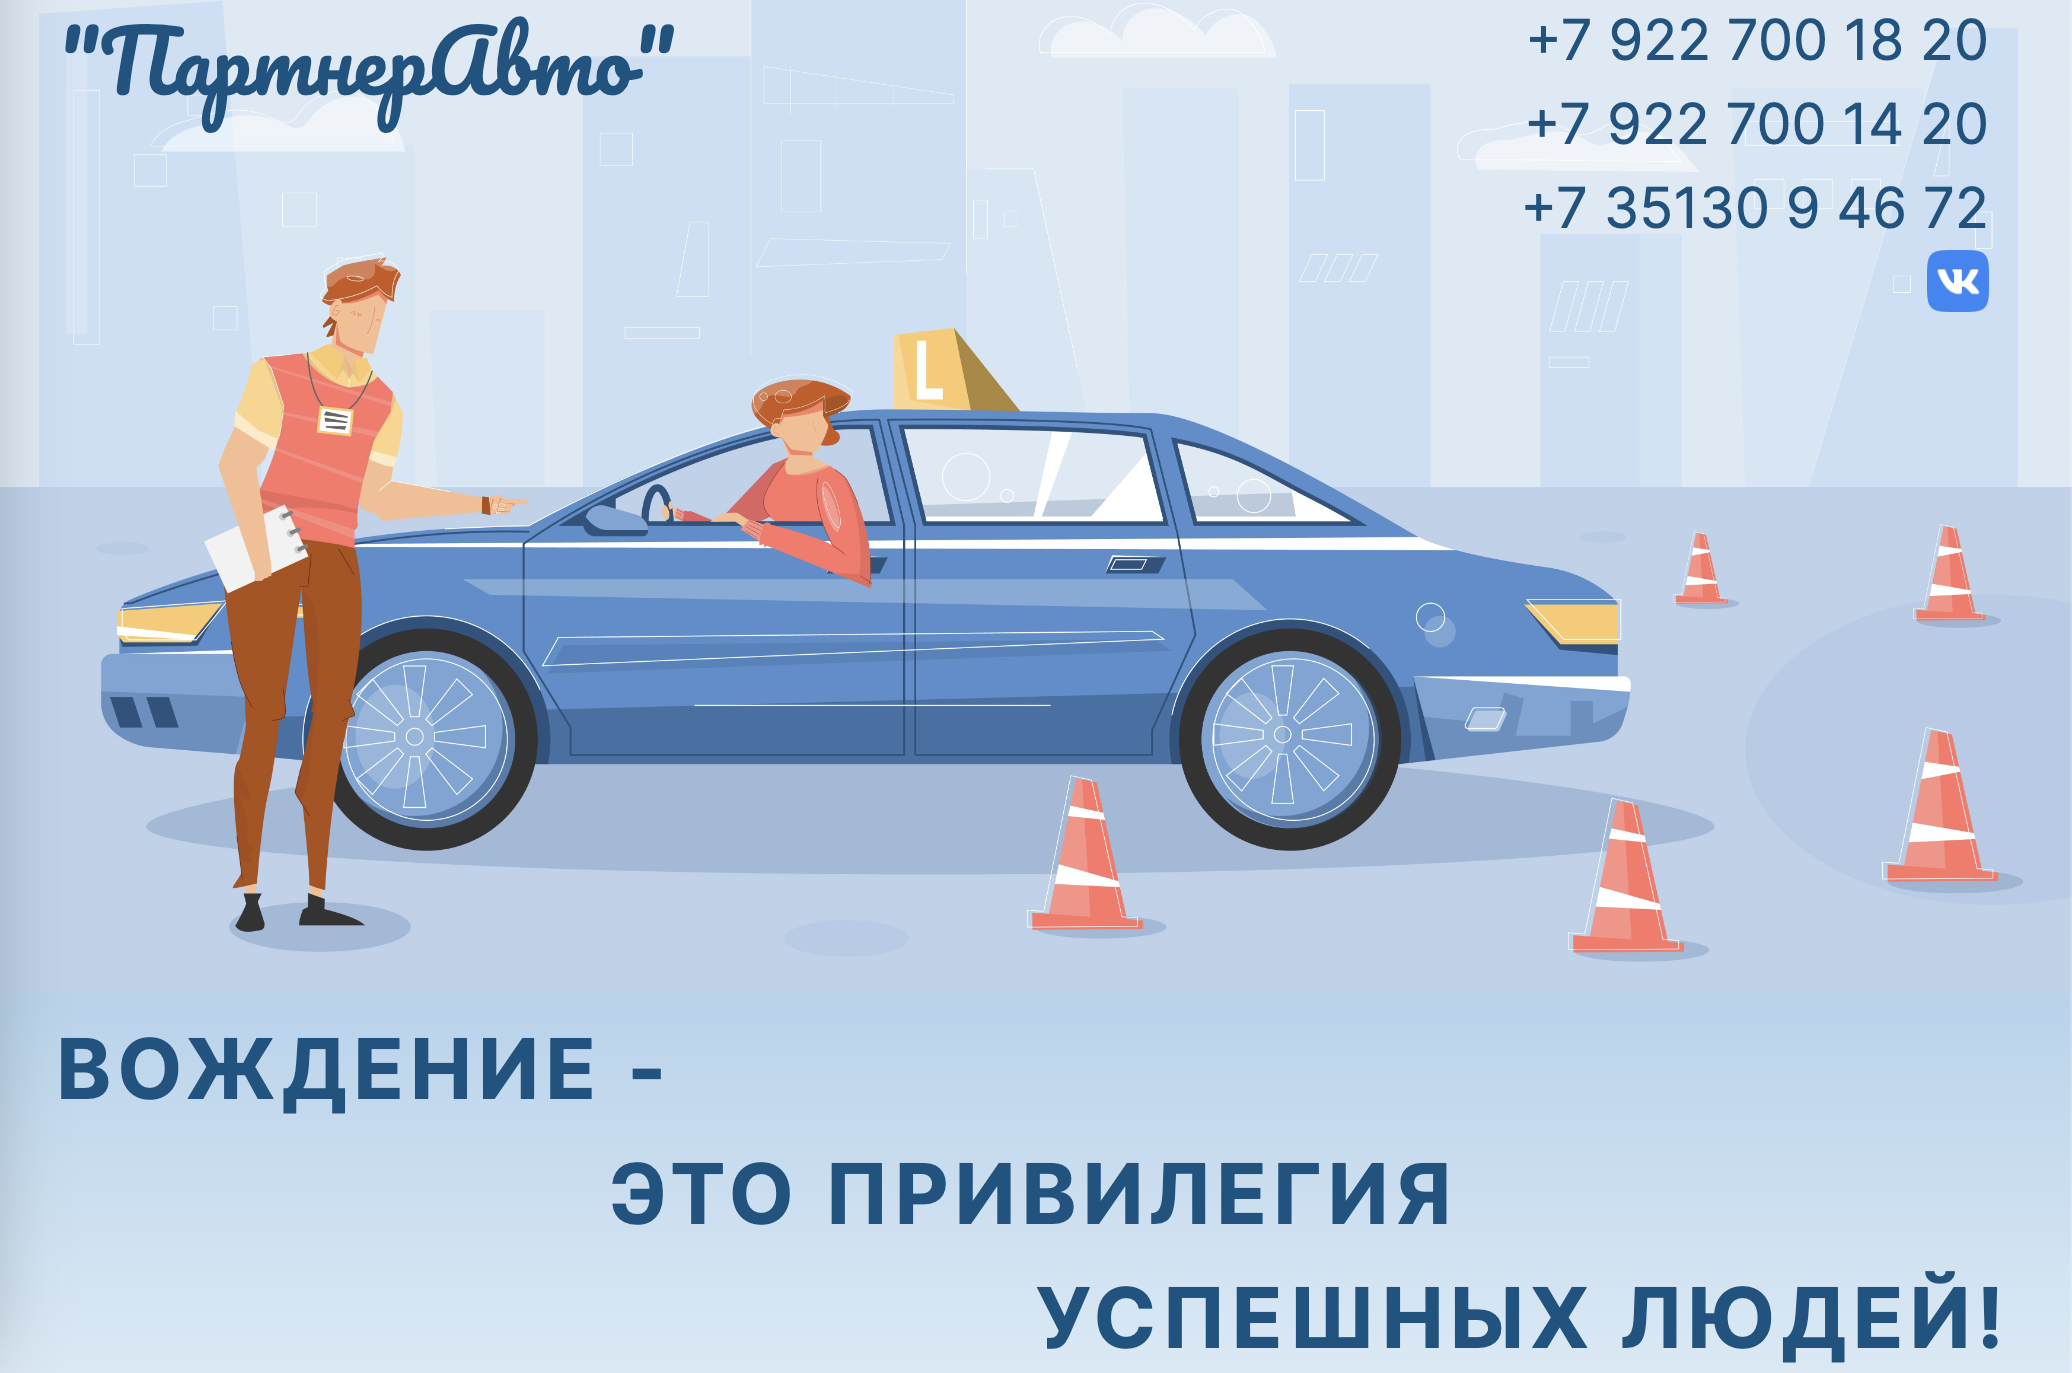 "ПартнерАвто"
+7 922 700 18 20
+7 922 700 14 20
+7 35130 9 46 72
L
ВОЖДЕНИЕ -
ЭТО ПРИВИЛЕГИЯ
УСПЕШНЫХ ЛЮДЕЙ!